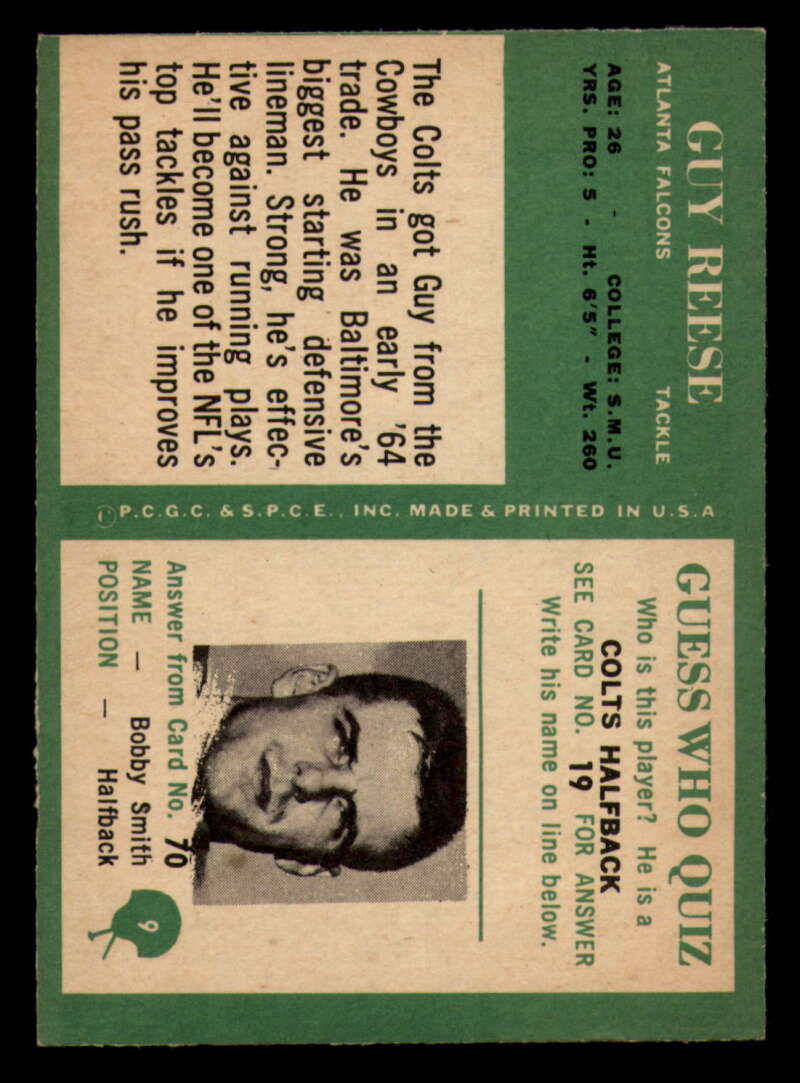 GUY REESE
ATLANTA FALCONS TACKLE
AGE: 26 - COLLEGE: S.M.U.
YRS. PRO: 5 - Ht. 6'5" - Wt. 260
The Colts got Guy from the
Cowboys in an early '64
trade. He was Baltimore's
biggest starting defensive
lineman. Strong, he's effec-
tive against running plays.
He'll become one of the NFL's
top tackles if he improves
his pass rush.
©P.C.G.C. & S.P.C.E., INC. MADE & PRINTED IN U.S.A
GUESS WHO QUIZ
Who is this player? He is a
COLTS HALFBACK
SEE CARD NO. 19 FOR ANSWER
Write his name on line below.
Answer from Card No. 70
NAME — Bobby Smith
POSITION — Halfback
9